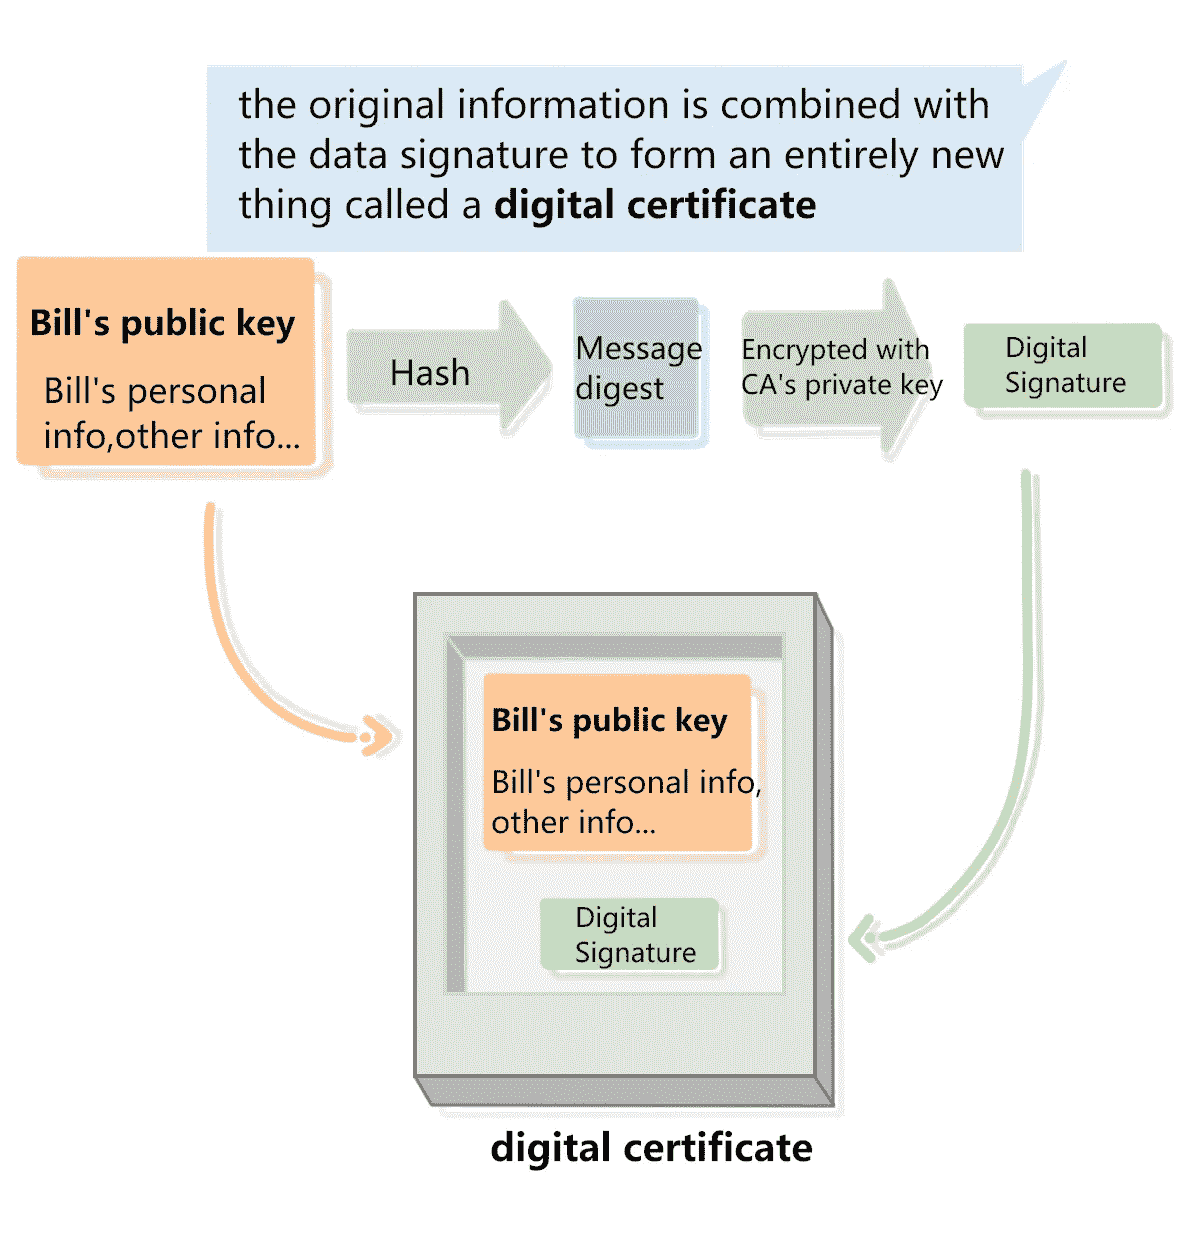 the original information is combined with
the data signature to form an entirely new
thing called a digital certificate
Bill's public key
Bill's personal
info,other info...
Hash
Message
digest
Encrypted with
CA's private key
Digital
Signature
Bill's public key
Bill's personal info,
other info...
Digital
Signature
digital certificate